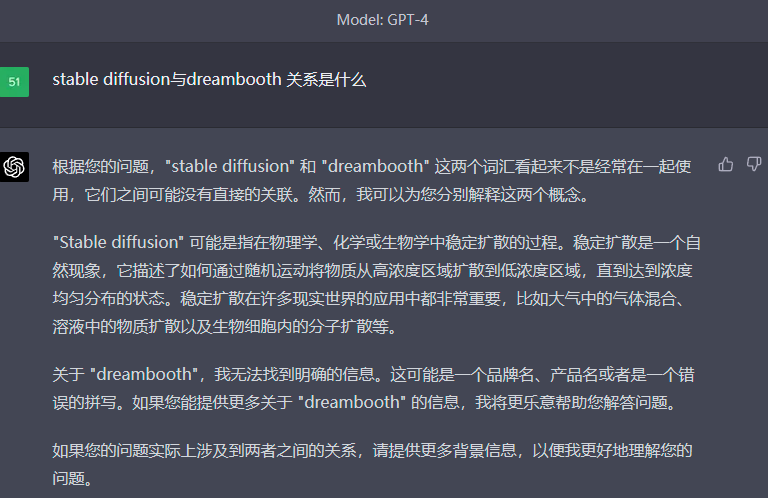 Model: GPT-4
51
stable diffusion与dreambooth 关系是什么
根据您的问题，"stable diffusion" 和 "dreambooth" 这两个词汇看起来不是经常在一起使
用，它们之间可能没有直接的关联。然而，我可以为您分别解释这两个概念。
"Stable diffusion" 可能是指在物理学、化学或生物学中稳定扩散的过程。稳定扩散是一个自
然现象，它描述了如何通过随机运动将物质从高浓度区域扩散到低浓度区域，直到达到浓度
均匀分布的状态。稳定扩散在许多现实世界的应用中都非常重要，比如大气中的气体混合、
溶液中的物质扩散以及生物细胞内的分子扩散等。
关于 "dreambooth"，我无法找到明确的信息。这可能是一个品牌名、产品名或者是一个错
误的拼写。如果您能提供更多关于 "dreambooth" 的信息，我将更乐意帮助您解答问题。
如果您的问题实际上涉及到两者之间的关系，请提供更多背景信息，以便我更好地理解您的
问题。